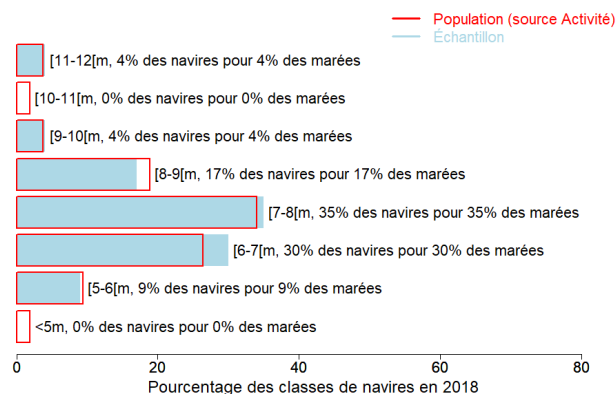 Population (source Activité)
Échantillon
[11-12[m, 4% des navires pour 4% des marées
[10-11[m, 0% des navires pour 0% des marées
[9-10[m, 4% des navires pour 4% des marées
[8-9[m, 17% des navires pour 17% des marées
[7-8[m, 35% des navires pour 35% des marées
[6-7[m, 30% des navires pour 30% des marées
[5-6[m, 9% des navires pour 9% des marées
<5m, 0% des navires pour 0% des marées
0 20 40 60 80
Pourcentage des classes de navires en 2018